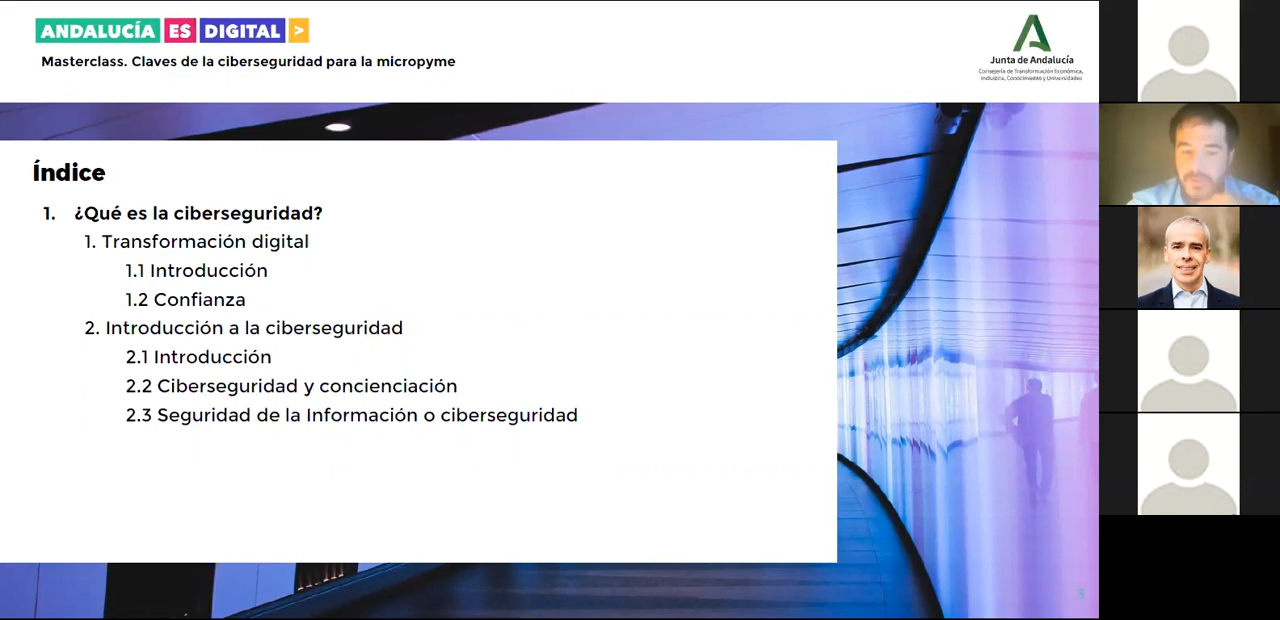 ANDALUCÍA ES DIGITAL >
Masterclass. Claves de la ciberseguridad para la micropyme
Junta de Andalucía
Consejería de Transformación Económica,
Industria, Conocimiento y Universidades
Índice
1. ¿Qué es la ciberseguridad?
1. Transformación digital
1.1 Introducción
1.2 Confianza
2. Introducción a la ciberseguridad
2.1 Introducción
2.2 Ciberseguridad y concienciación
2.3 Seguridad de la Información o ciberseguridad
3